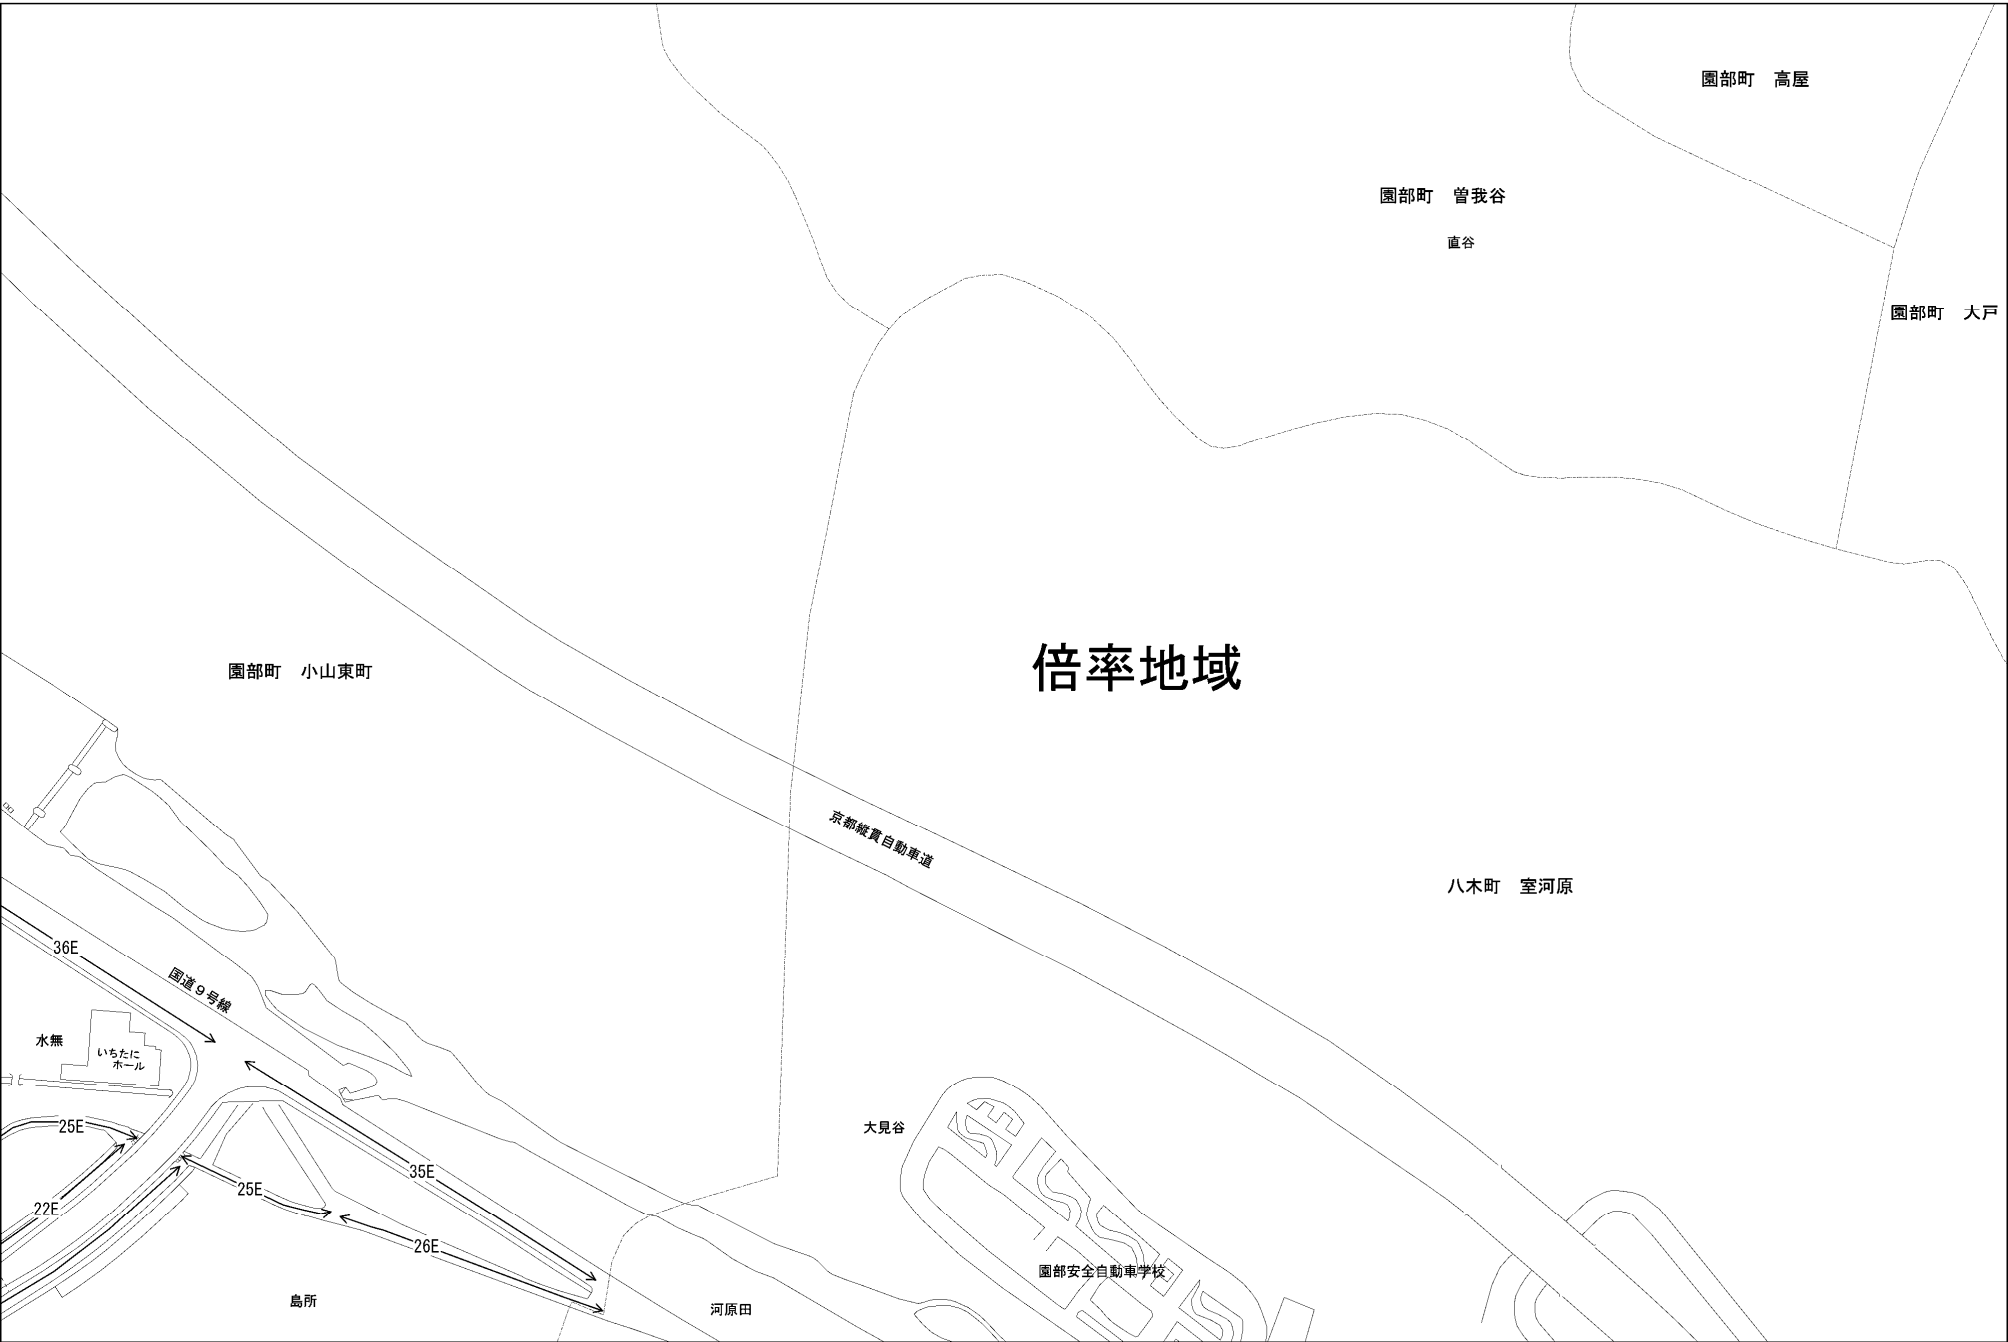 園部町　高屋
園部町　曽我谷
直谷
園部町　大戸
倍率地域
園部町　小山東町
京都縦貫自動車道
八木町　室河原
36E
国道９号線
水無
いちたに
ホール
25E
大見谷
35E
25E
22E
26E
園部安全自動車学校
島所
河原田